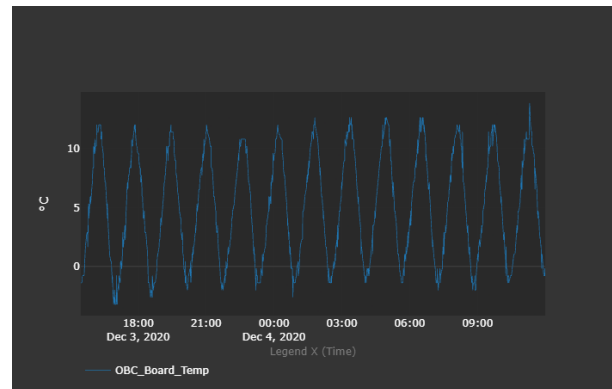 10
5
0
°C
18:00 21:00 00:00 03:00 06:00 09:00
Dec 3, 2020 Dec 4, 2020
Legend X (Time)
OBC_Board_Temp